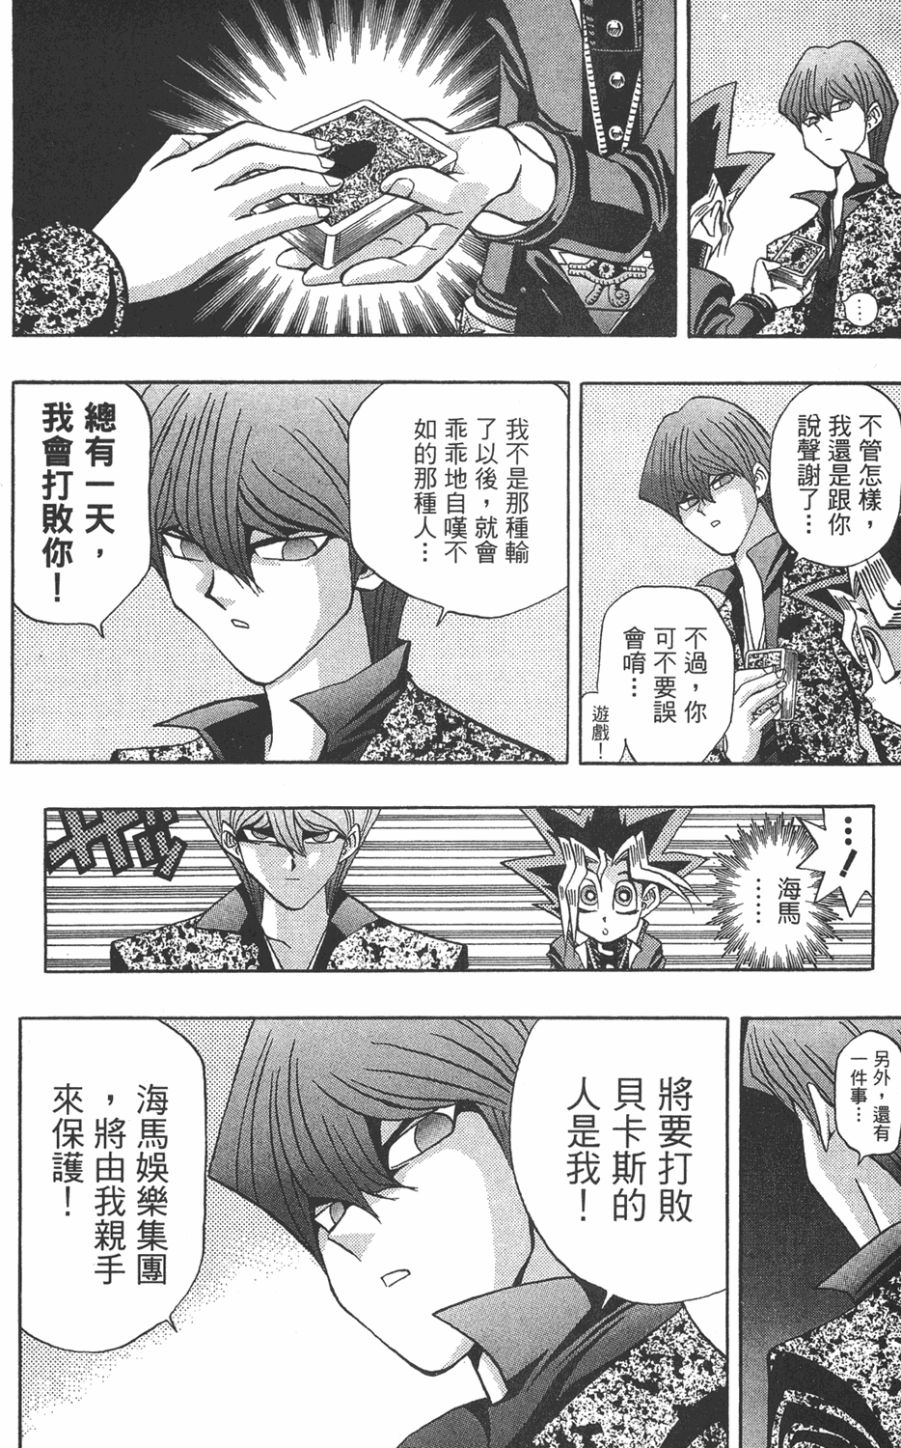 …
不管怎樣，
我還是跟你
說聲謝了…
不過，你
可不要誤
會唷…
遊戲！
我不是那種輸
了以後，就會
乖乖地自嘆不
如的那種人…
總有一天，
我會打敗你！
…！
海馬
……
另外，還有
一件事…
將要打敗
貝卡斯的
人是我！
海馬娛樂集團
，將由我親手
來保護！